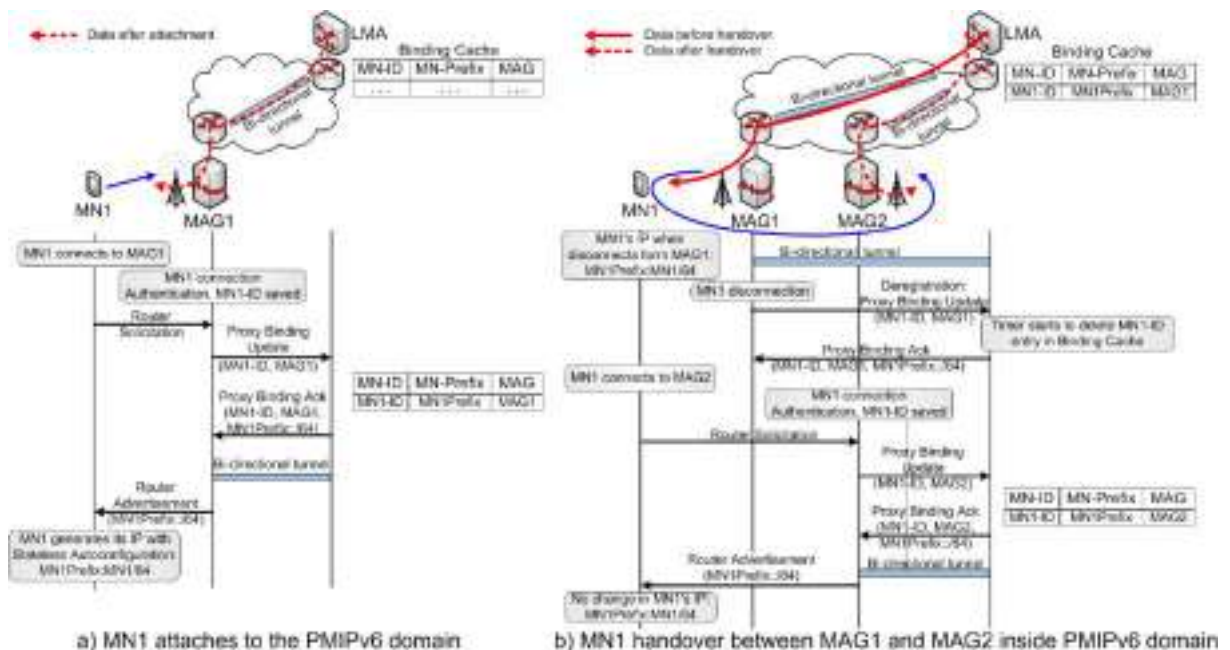 Data after attachment
LMA
Binding Cache
MN-ID MN-Prefix MAG
... ... ...
Bi-directional
tunnel
MN1
MAG1
MN1 connects to MAG1
MN1 connection
Authentication, MN1-ID saved
Router
Solicitation
Proxy Binding
Update
(MN1-ID, MAG1)
MN-ID MN-Prefix MAG
MN1-ID MN1Prefix MAG1
Proxy Binding Ack
(MN1-ID, MAG1,
MN1Prefix::/64)
Bi-directional tunnel
Router
Advertisement
(MN1Prefix::/64)
MN1 generates its IP with
Stateless Autoconfiguration:
MN1Prefix:MN1/64
a) MN1 attaches to the PMIPv6 domain
Data before handover
Data after handover
LMA
Binding Cache
MN-ID MN-Prefix MAG
MN1-ID MN1Prefix MAG1
Bi-directional tunnel
Bi-directional
tunnel
MN1
MAG1
MAG2
MN1's IP when
disconnects form MAG1:
MN1Prefix:MN1/64
Bi-directional tunnel
MN1 disconnection
Deregistration:
Proxy Binding Update
(MN1-ID, MAG1)
Timer starts to delete MN1-ID
entry in Binding Cache
Proxy Binding Ack
(MN1-ID, MAG1, MN1Prefix::/64)
MN1 connects to MAG2
MN1 connection
Authentication, MN1-ID saved
Router Solicitation
Proxy Binding
Update
(MN1-ID, MAG2)
MN-ID MN-Prefix MAG
MN1-ID MN1Prefix MAG2
Proxy Binding Ack
(MN1-ID, MAG2,
MN1Prefix::/64)
Router Advertisement
(MN1Prefix::/64)
Bi-directional tunnel
No change in MN1's IP:
MN1Prefix:MN1/64
b) MN1 handover between MAG1 and MAG2 inside PMIPv6 domain